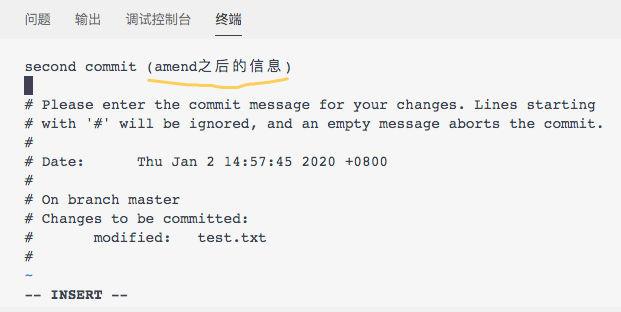 问题 输出 调试控制台 终端
second commit (amend之后的信息)
# Please enter the commit message for your changes. Lines starting
# with '#' will be ignored, and an empty message aborts the commit.
#
# Date:      Thu Jan 2 14:57:45 2020 +0800
#
# On branch master
# Changes to be committed:
#       modified:   test.txt
#
~
-- INSERT --